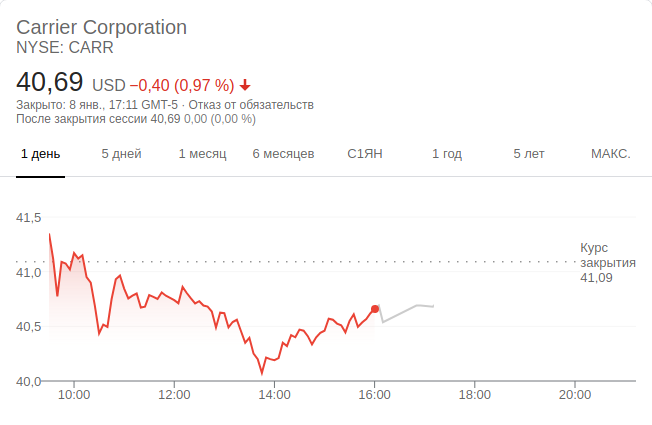 Carrier Corporation
NYSE: CARR
40,69 USD −0,40 (0,97 %)
Закрыто: 8 янв., 17:11 GMT-5 · Отказ от обязательств
После закрытия сессии 40,69 0,00 (0,00 %)
1 день 5 дней 1 месяц 6 месяцев С1ЯН 1 год 5 лет МАКС.
41,5
Курс
закрытия
41,09
41,0
40,5
40,0
10:00 12:00 14:00 16:00 18:00 20:00